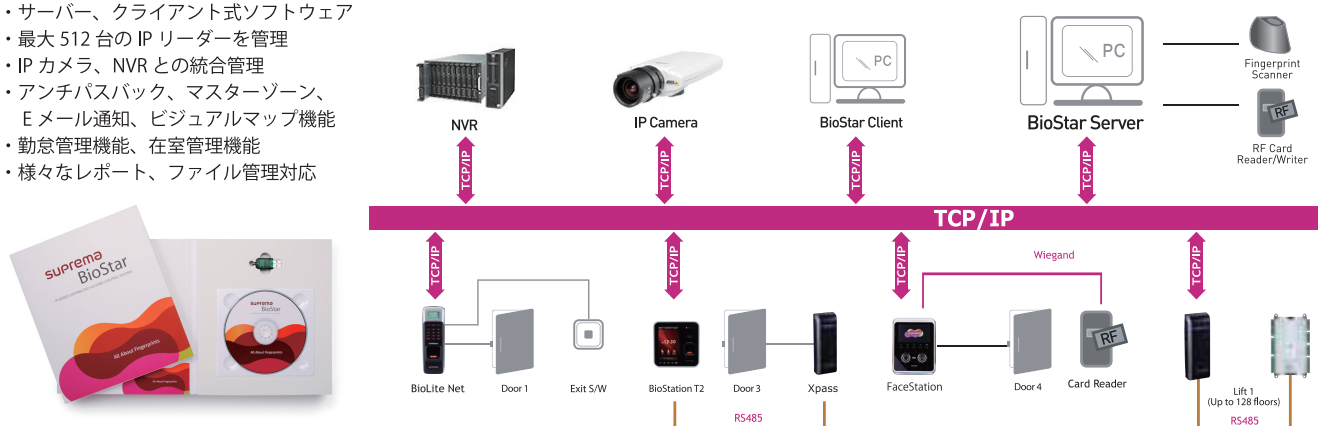 ・サーバー、クライアント式ソフトウェア
・最大 512 台の IP リーダーを管理
・IP カメラ、NVR との統合管理
・アンチパスバック、マスターゾーン、
E メール通知、ビジュアルマップ機能
・勤怠管理機能、在室管理機能
・様々なレポート、ファイル管理対応
suprema
BioStar
All About Fingerprints
suprema
BioStar
All About Fingerprints
NVR
IP Camera
PC
BioStar Client
PC
BioStar Server
Fingerprint
Scanner
RF
RF Card
Reader/Writer
TCP/IP
TCP/IP
TCP/IP
TCP/IP
TCP/IP
TCP/IP
TCP/IP
TCP/IP
TCP/IP
Wiegand
BioLite Net
Door 1
Exit S/W
BioStation T2
Door 3
Xpass
FaceStation
Door 4
RF
Card Reader
Lift 1
(Up to 128 floors)
RS485
RS485